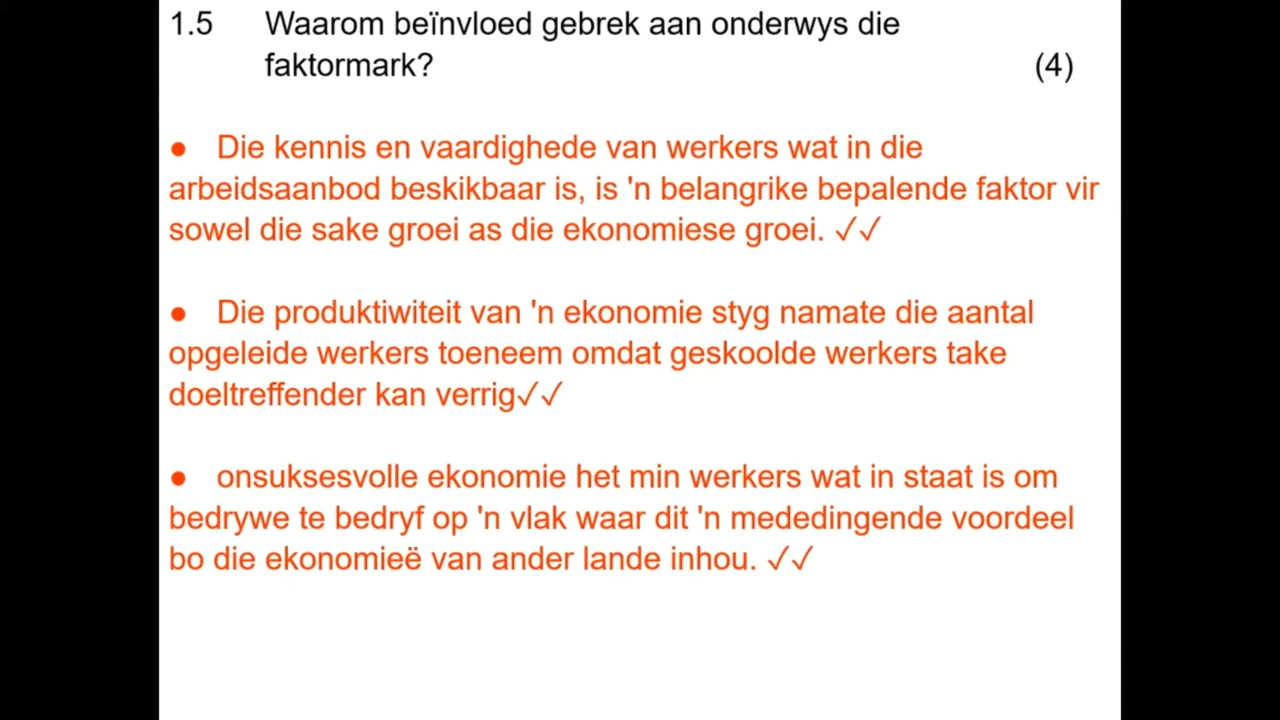 1.5 Waarom beïnvloed gebrek aan onderwys die
faktormark? (4)
● Die kennis en vaardighede van werkers wat in die
arbeidsaanbod beskikbaar is, is 'n belangrike bepalende faktor vir
sowel die sake groei as die ekonomiese groei. ✓✓
● Die produktiwiteit van 'n ekonomie styg namate die aantal
opgeleide werkers toeneem omdat geskoolde werkers take
doeltreffender kan verrig✓✓
● onsuksesvolle ekonomie het min werkers wat in staat is om
bedrywe te bedryf op 'n vlak waar dit 'n mededingende voordeel
bo die ekonomieë van ander lande inhou. ✓✓